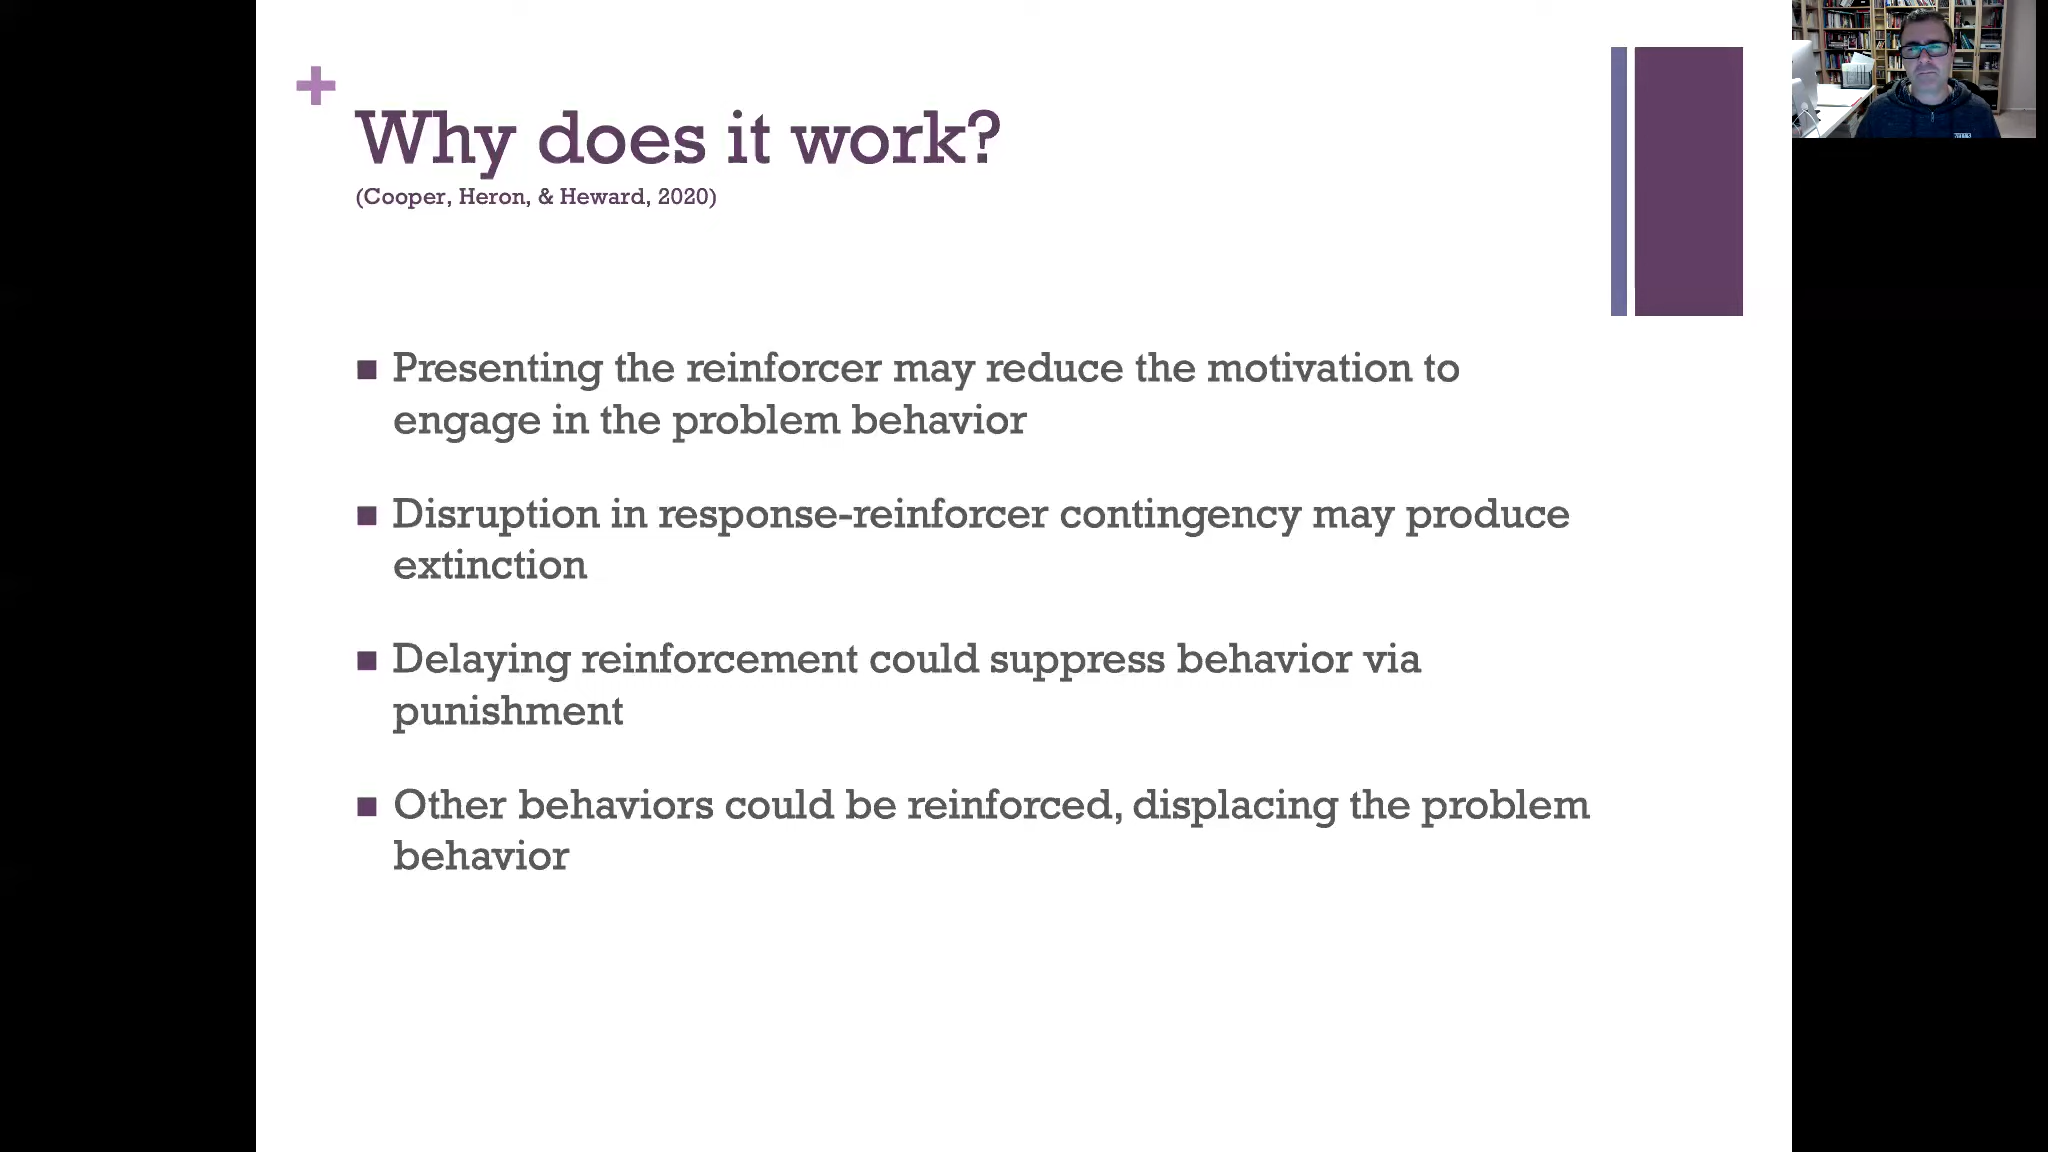 Why does it work?
(Cooper, Heron, & Heward, 2020)
Presenting the reinforcer may reduce the motivation to
engage in the problem behavior
Disruption in response-reinforcer contingency may produce
extinction
Delaying reinforcement could suppress behavior via
punishment
Other behaviors could be reinforced, displacing the problem
behavior